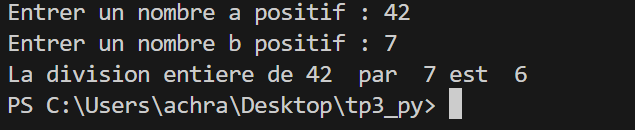 Entrer un nombre a positif : 42
Entrer un nombre b positif : 7
La division entiere de 42  par  7 est  6
PS C:\Users\achra\Desktop\tp3_py>